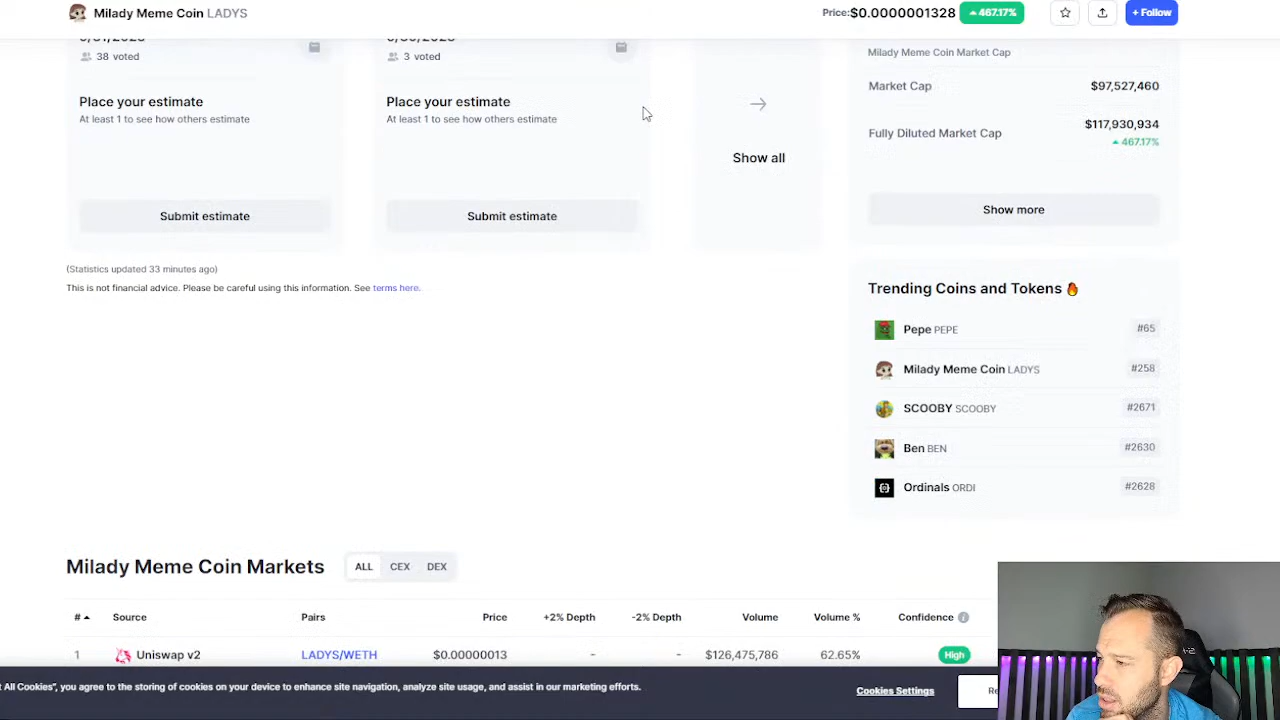 Milady Meme Coin LADYS
Price:$0.0000001328 467.17% + Follow
38 voted
3 voted
Place your estimate
At least 1 to see how others estimate
Submit estimate
Place your estimate
At least 1 to see how others estimate
Submit estimate
Show all
Milady Meme Coin Market Cap
Market Cap $97,527,460
Fully Diluted Market Cap $117,930,934
467.17%
Show more
(Statistics updated 33 minutes ago)
This is not financial advice. Please be careful using this information. See terms here.
Trending Coins and Tokens
Pepe PEPE #65
Milady Meme Coin LADYS #258
SCOOBY SCOOBY #2671
Ben BEN #2630
Ordinals ORDI #2628
Milady Meme Coin Markets ALL CEX DEX
# Source Pairs Price +2% Depth -2% Depth Volume Volume % Confidence
1 Uniswap v2 LADYS/WETH $0.00000013 - - $126,475,786 62.65% High
t All Cookies", you agree to the storing of cookies on your device to enhance site navigation, analyze site usage, and assist in our marketing efforts.
Cookies Settings